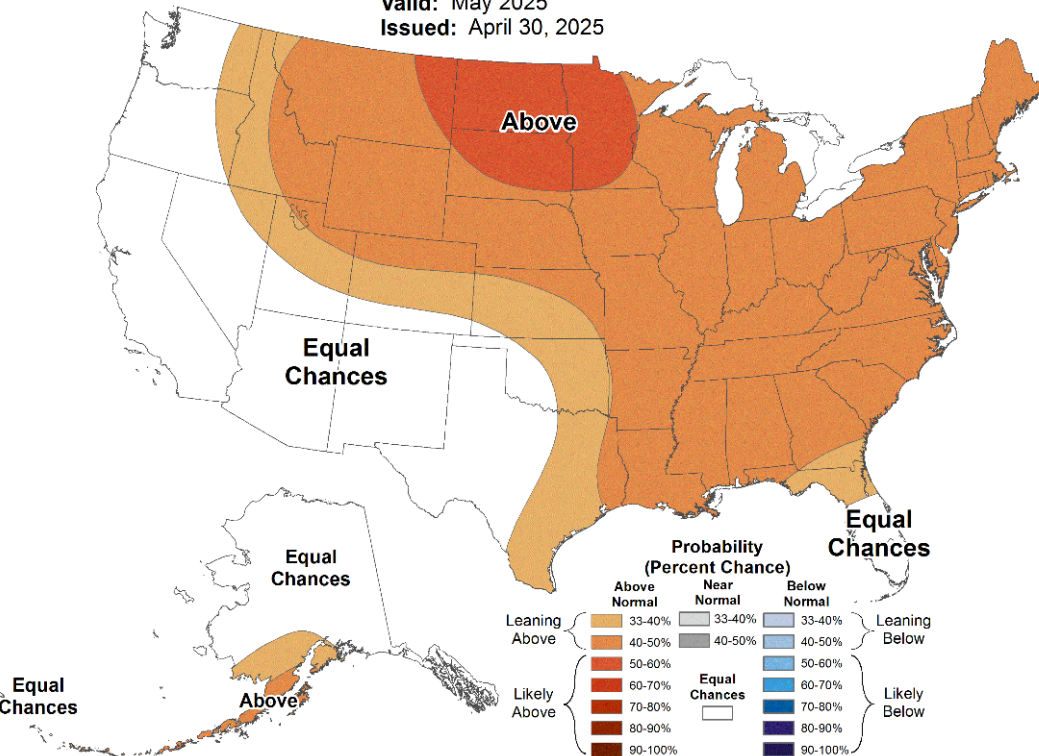 Valid: May 2025
Issued: April 30, 2025
Above
Equal
Chances
Equal
Chances
Equal
Chances
Above
Equal
Chances
Probability
(Percent Chance)
Above
Normal
Near
Normal
Below
Normal
Leaning
Above
33-40%
33-40%
33-40%
Leaning
Below
40-50%
40-50%
40-50%
Likely
Above
50-60%
50-60%
Likely
Below
60-70%
60-70%
Equal
Chances
70-80%
70-80%
80-90%
80-90%
90-100%
90-100%